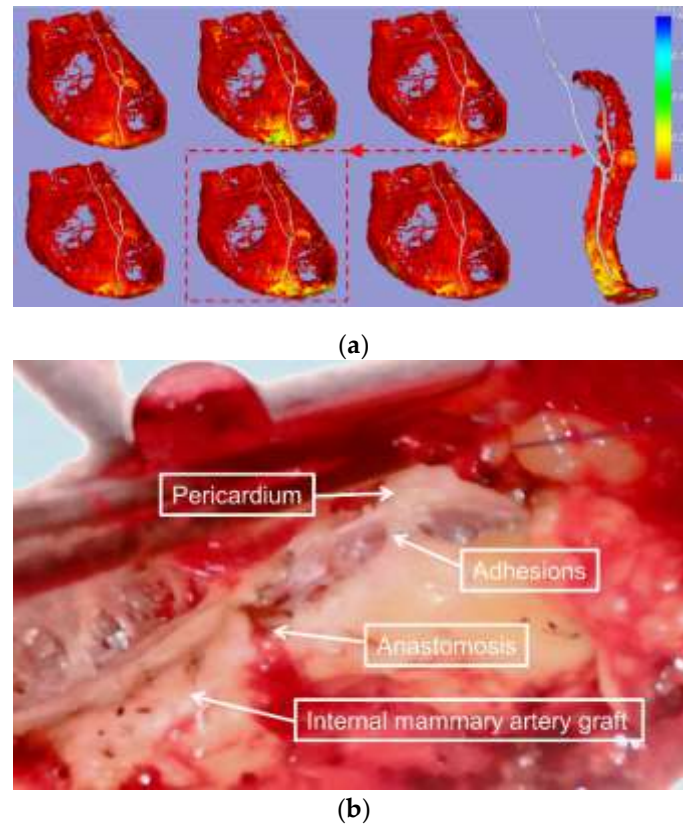 (a)
Pericardium
Adhesions
Anastomosis
Internal mammary artery graft
(b)